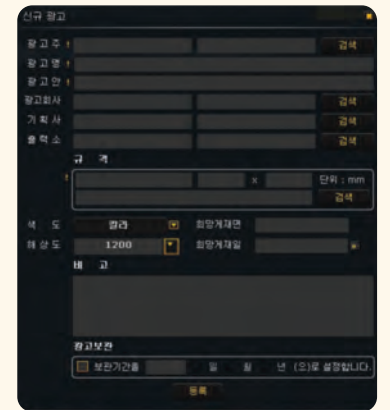 신규 광고
광 고 주 ! 검색
광 고 명 !
광 고 안 !
광고회사 검색
기 획 사 검색
출 력 소 검색
규 격
! x 단위 : mm
검색
색 도 컬러 희망게재면
해 상 도 1200 희망게재일
비 고
광고보관
보관기간을 일 월 년 (으)로 설정합니다.
등록